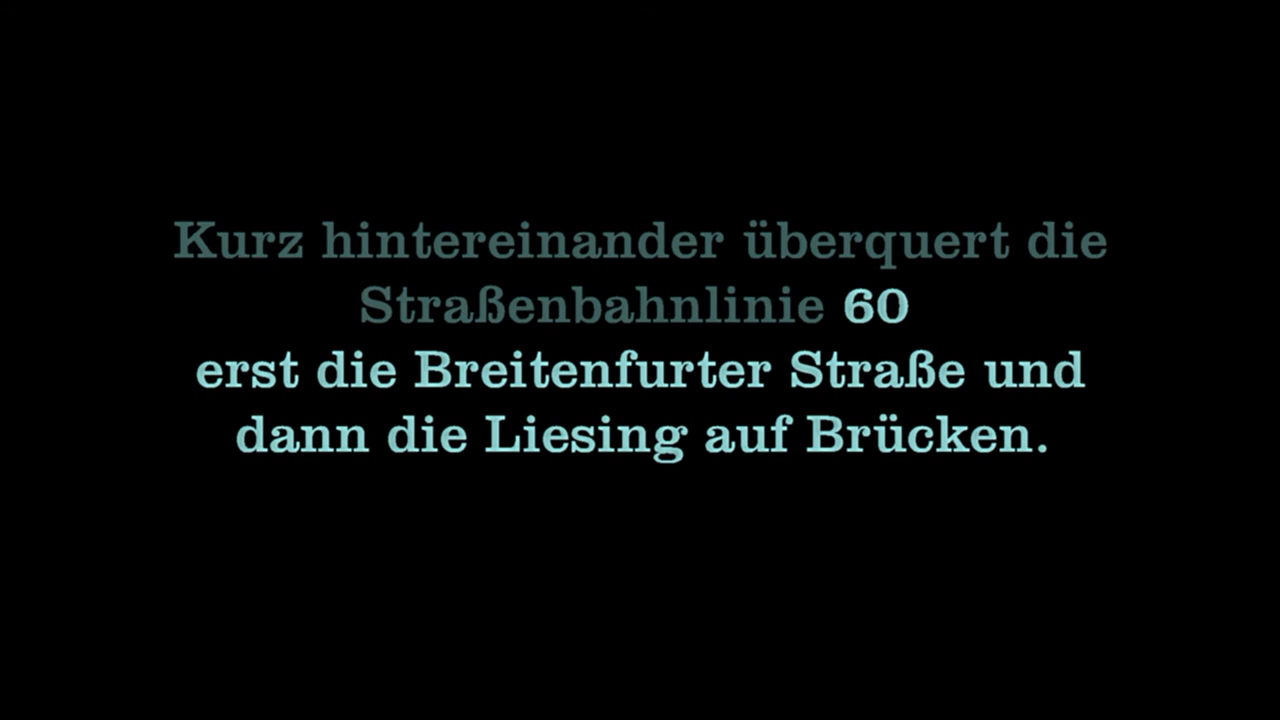 Kurz hintereinander überquert die
Straßenbahnlinie 60
erst die Breitenfurter Straße und
dann die Liesing auf Brücken.